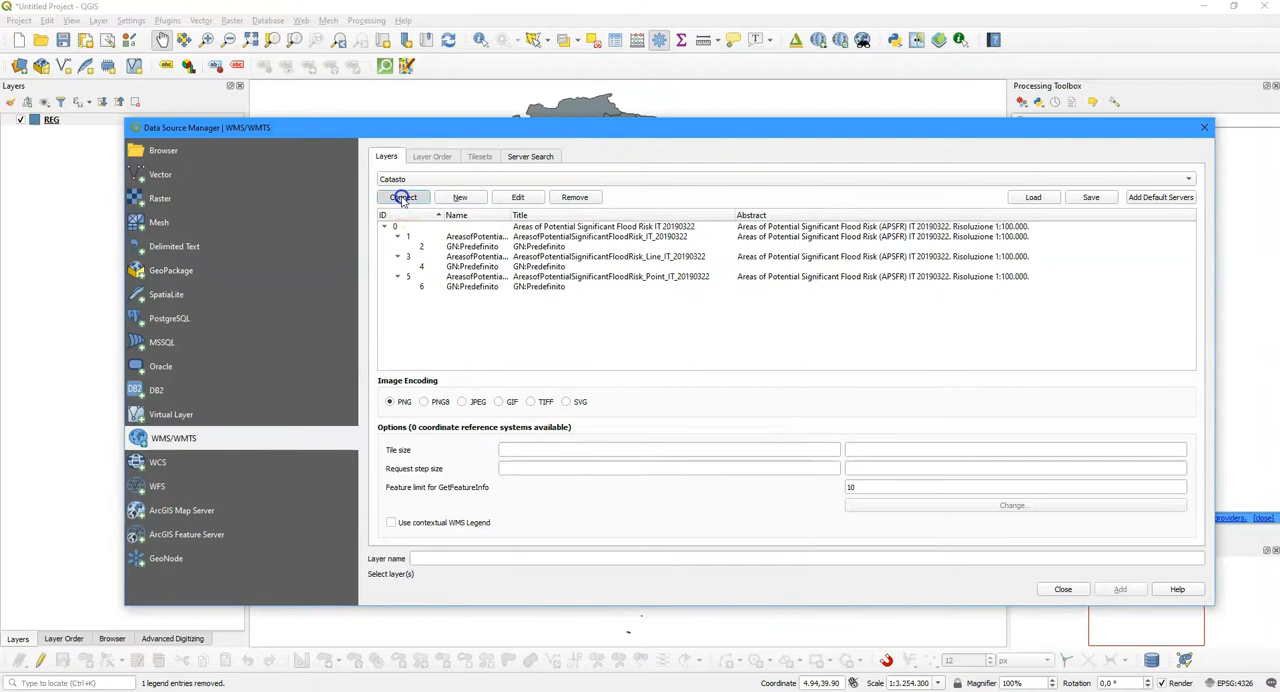 *Untitled Project - QGIS
Project Edit View Layer Settings Plugins Vector Raster Database Web Mesh Processing Help
abc abc abc
Layers
Processing Toolbox
REG
Data Source Manager | WMS/WMTS
Browser
Vector
Raster
Mesh
Delimited Text
GeoPackage
SpatiaLite
PostgreSQL
MSSQL
Oracle
DB2
Virtual Layer
WMS/WMTS
WCS
WFS
ArcGIS Map Server
ArcGIS Feature Server
GeoNode
Layers Layer Order Tilesets Server Search
Catasto
Connect New Edit Remove Load Save Add Default Servers
ID Name Title Abstract
0 Areas of Potential Significant Flood Risk IT 20190322 Areas of Potential Significant Flood Risk (APSFR) IT 20190322. Risoluzione 1:100.000.
1 AreasofPotentia... AreasofPotentialSignificantFloodRisk_IT_20190322 Areas of Potential Significant Flood Risk (APSFR) IT 20190322. Risoluzione 1:100.000.
2 GN:Predefinito GN:Predefinito
3 AreasofPotentia... AreasofPotentialSignificantFloodRisk_Line_IT_20190322 Areas of Potential Significant Flood Risk (APSFR) IT 20190322. Risoluzione 1:100.000.
4 GN:Predefinito GN:Predefinito
5 AreasofPotentia... AreasofPotentialSignificantFloodRisk_Point_IT_20190322 Areas of Potential Significant Flood Risk (APSFR) IT 20190322. Risoluzione 1:100.000.
6 GN:Predefinito GN:Predefinito
Image Encoding
PNG PNG8 JPEG GIF TIFF SVG
Options (0 coordinate reference systems available)
Tile size
Request step size
Feature limit for GetFeatureInfo 10
Change...
Use contextual WMS Legend
Layer name
Select layer(s)
Close Add Help
providers. [close]
Layers Layer Order Browser Advanced Digitizing
12 px
Type to locate (Ctrl+K) 1 legend entries removed. Coordinate 4.94,39.90 Scale 1:3.254.300 Magnifier 100% Rotation 0,0 ° Render EPSG:4326